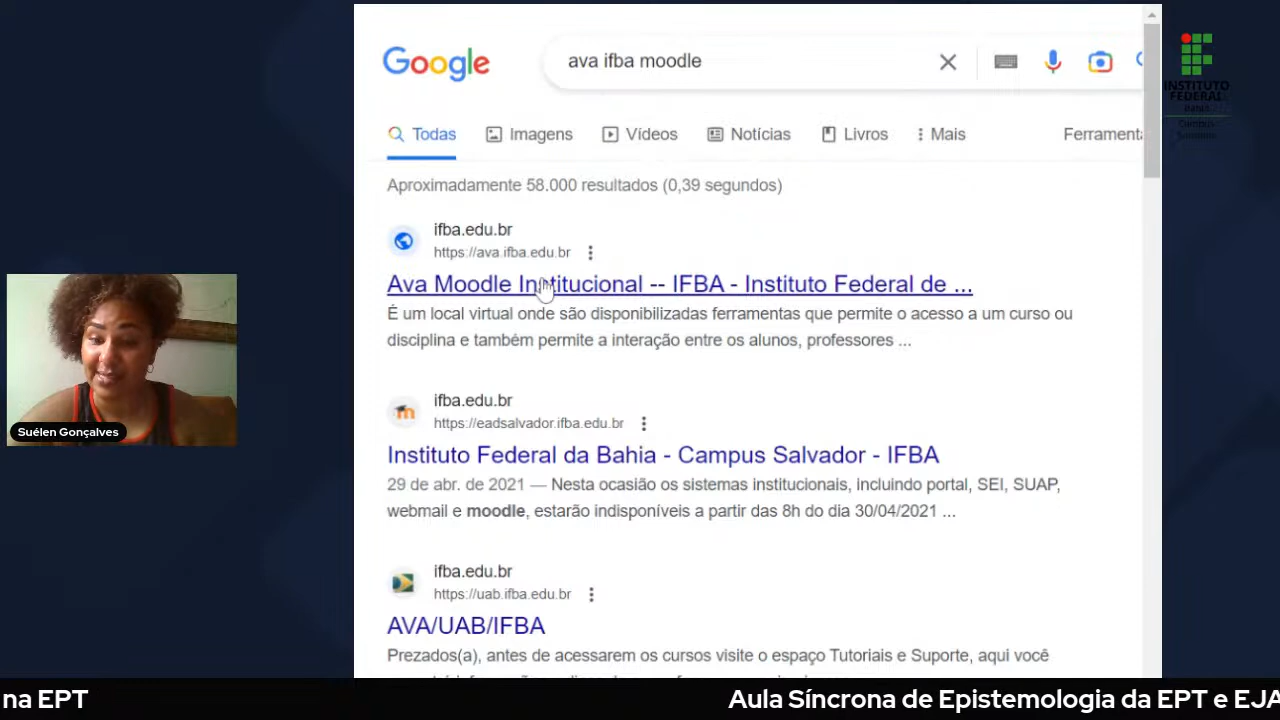 Google
ava ifba moodle
Todas Imagens Vídeos Notícias Livros Mais Ferramenta
Aproximadamente 58.000 resultados (0,39 segundos)
ifba.edu.br
https://ava.ifba.edu.br
Ava Moodle Institucional -- IFBA - Instituto Federal de ...
É um local virtual onde são disponibilizadas ferramentas que permite o acesso a um curso ou
disciplina e também permite a interação entre os alunos, professores ...
ifba.edu.br
https://eadsalvador.ifba.edu.br
Instituto Federal da Bahia - Campus Salvador - IFBA
29 de abr. de 2021 — Nesta ocasião os sistemas institucionais, incluindo portal, SEI, SUAP,
webmail e moodle, estarão indisponíveis a partir das 8h do dia 30/04/2021 ...
ifba.edu.br
https://uab.ifba.edu.br
AVA/UAB/IFBA
Prezados(a), antes de acessarem os cursos visite o espaço Tutoriais e Suporte, aqui você
INSTITUTO
FEDERAL
Bahia
Campus
Suélen Gonçalves
na EPT Aula Síncrona de Epistemologia da EPT e EJA